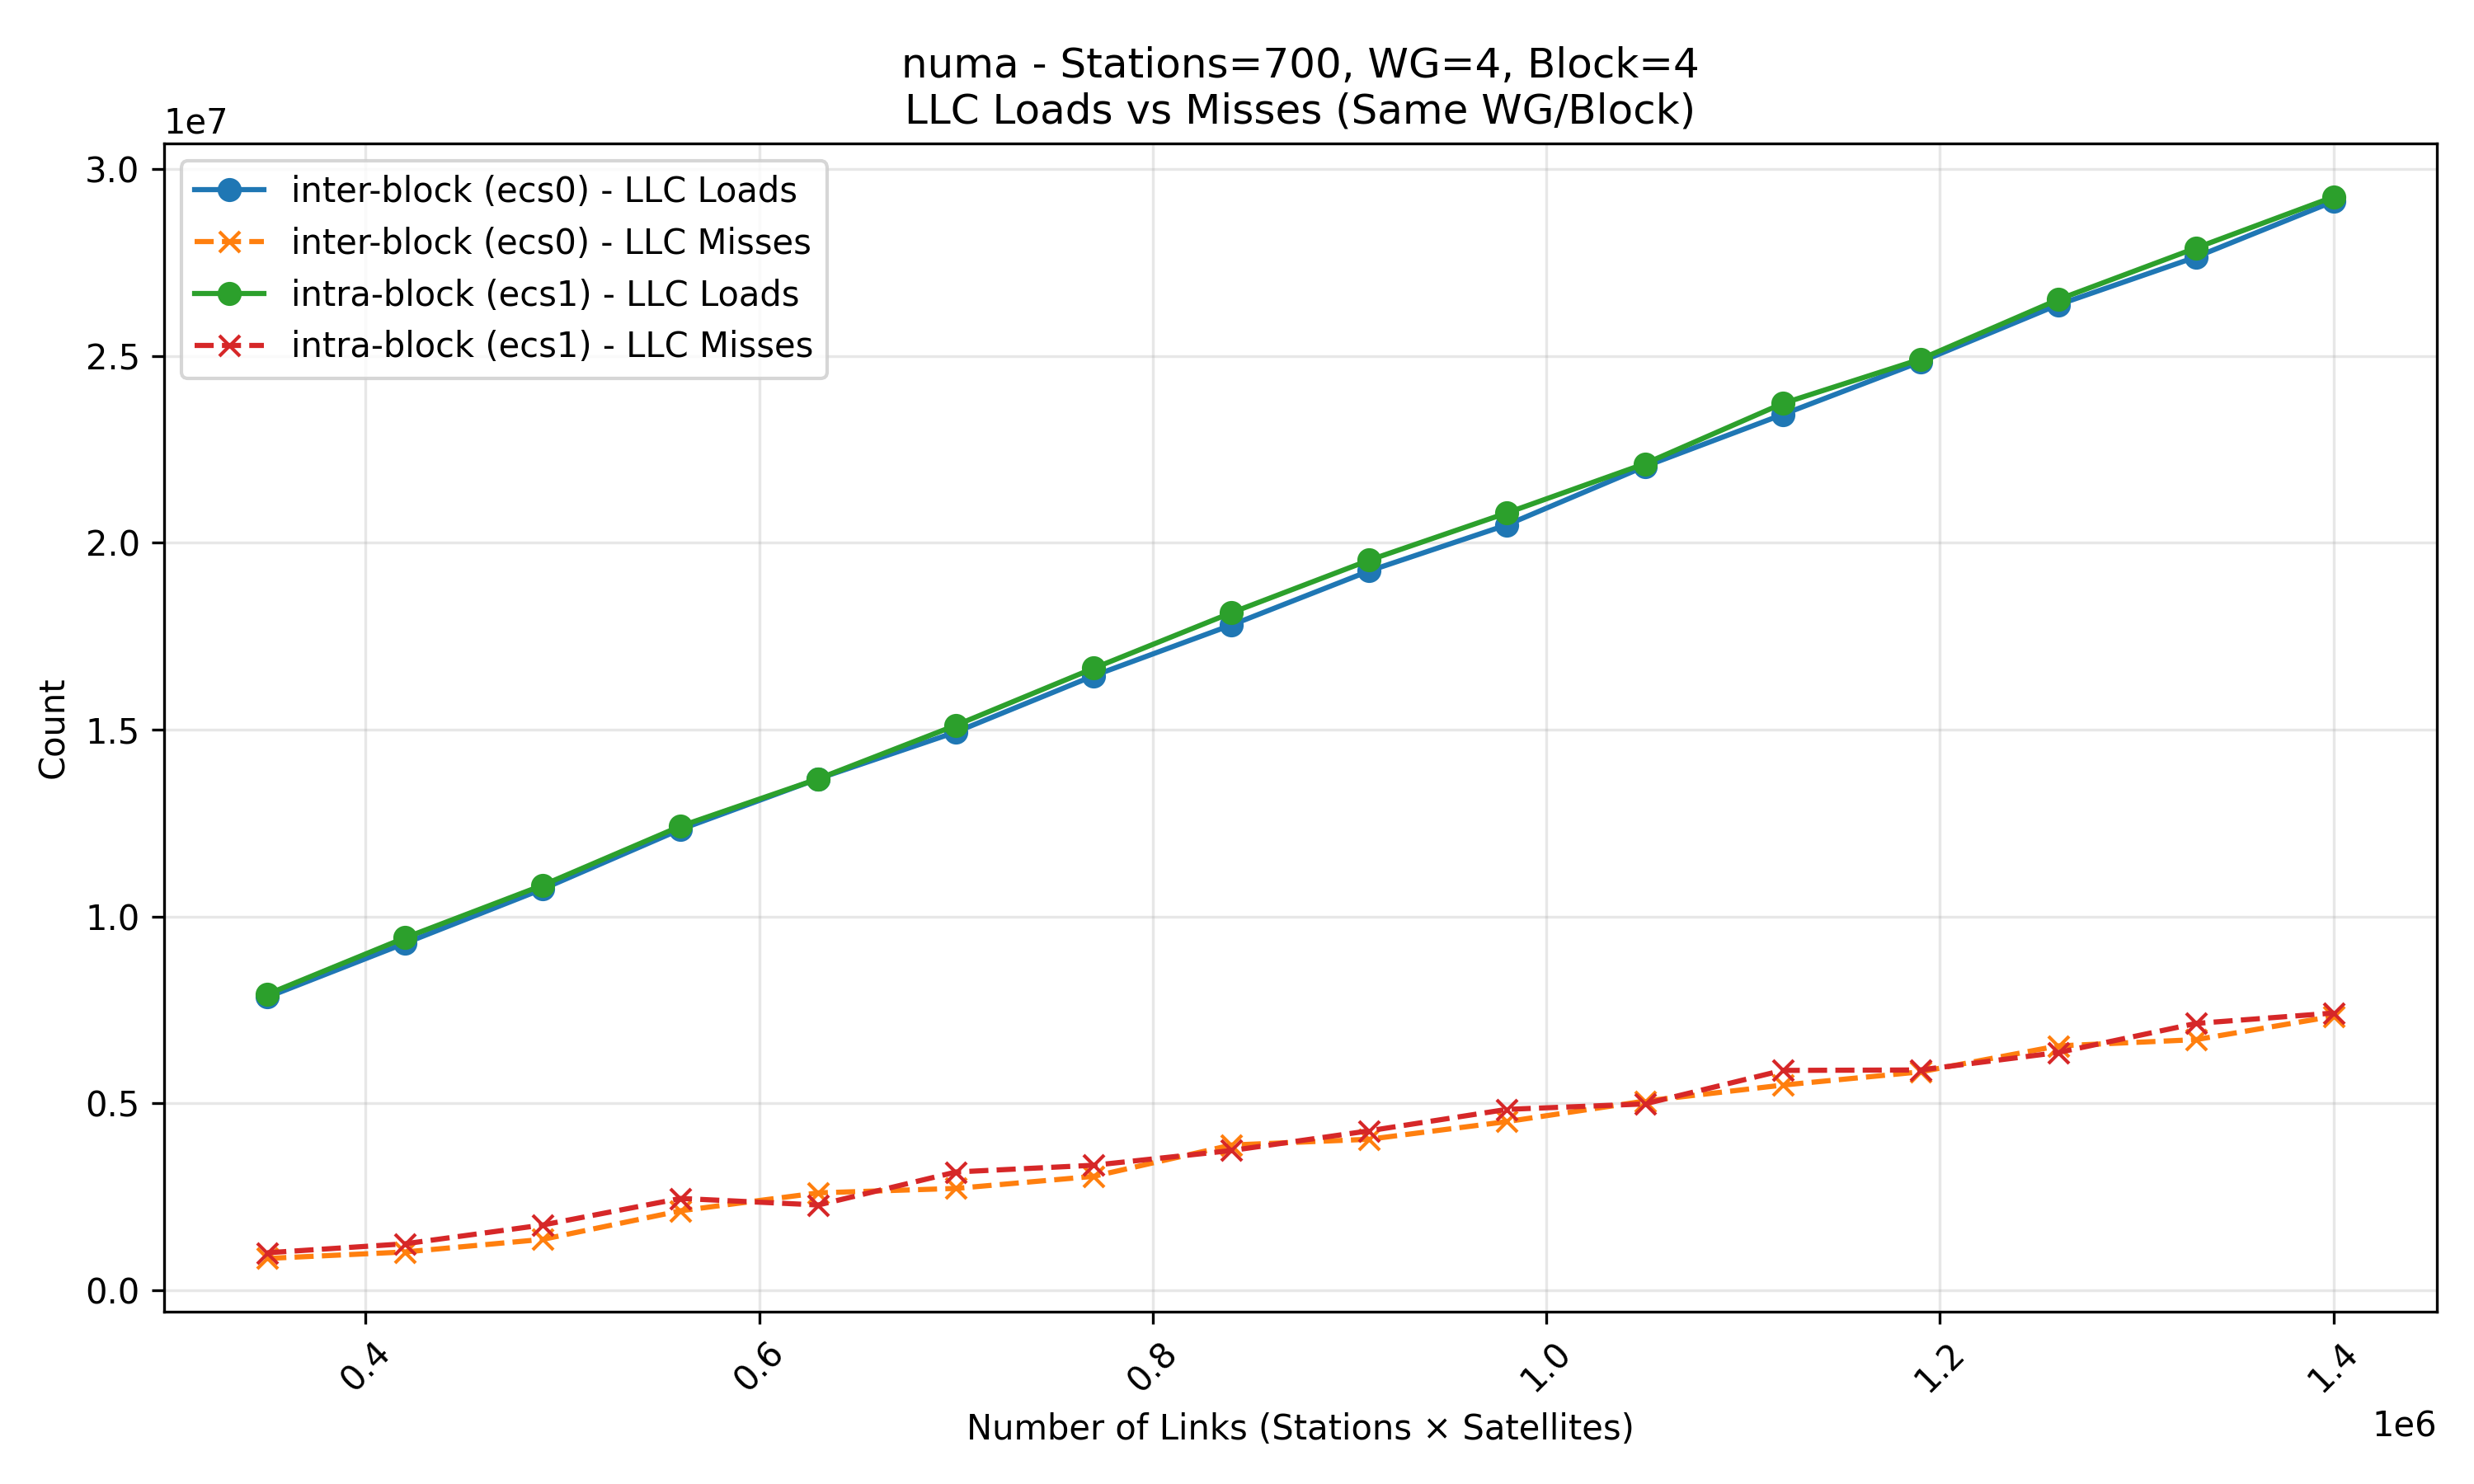 numa - Stations=700, WG=4, Block=4
LLC Loads vs Misses (Same WG/Block)
1e7
3.0
2.5
2.0
1.5
1.0
0.5
0.0
Count
inter-block (ecs0) - LLC Loads
inter-block (ecs0) - LLC Misses
intra-block (ecs1) - LLC Loads
intra-block (ecs1) - LLC Misses
0.4
0.6
0.8
1.0
1.2
1.4
Number of Links (Stations × Satellites)
1e6